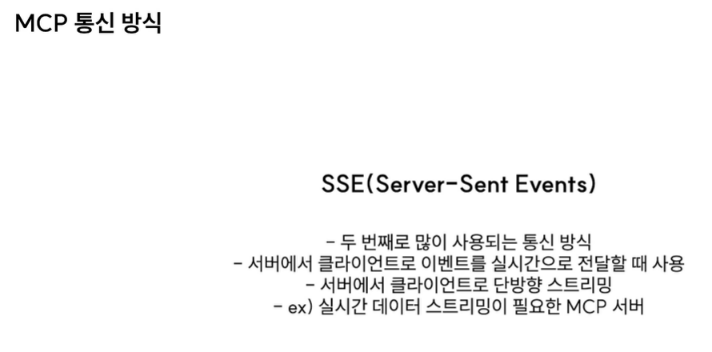 MCP 통신 방식
SSE(Server-Sent Events)
- 두 번째로 많이 사용되는 통신 방식
- 서버에서 클라이언트로 이벤트를 실시간으로 전달할 때 사용
- 서버에서 클라이언트로 단방향 스트리밍
- ex) 실시간 데이터 스트리밍이 필요한 MCP 서버